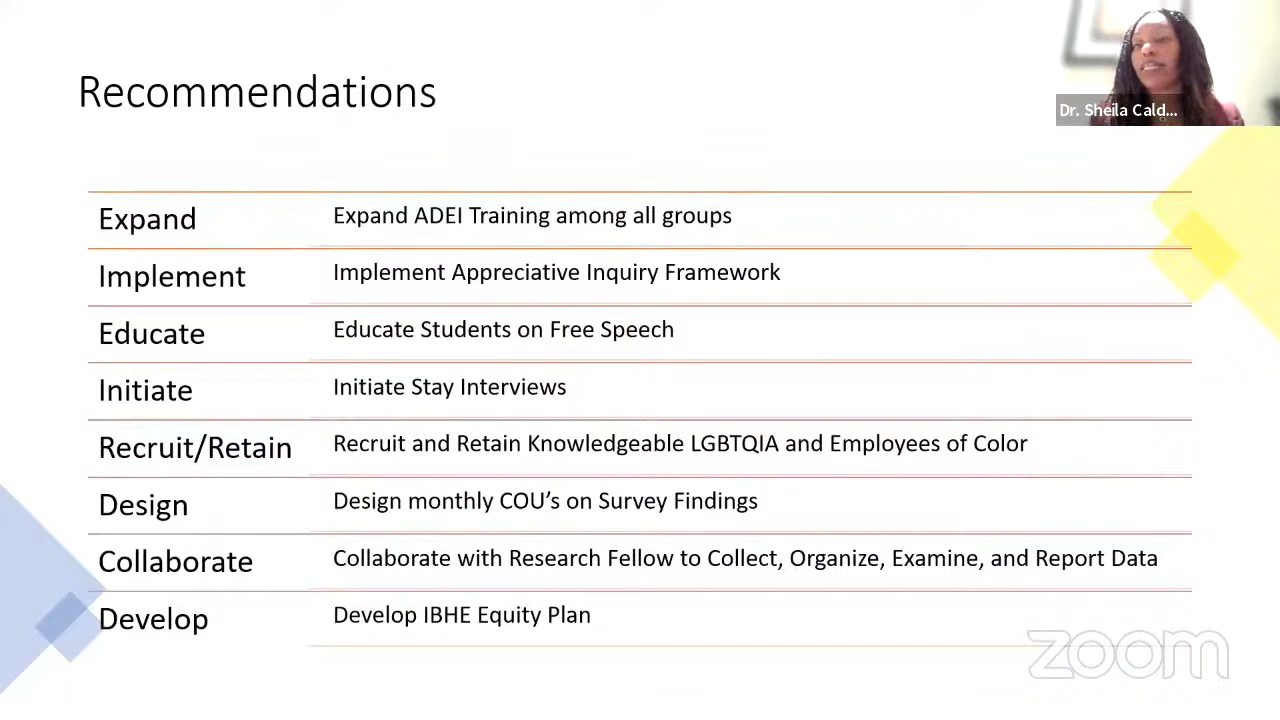 Recommendations
Dr. Sheila Cald...
Expand Expand ADEI Training among all groups
Implement Implement Appreciative Inquiry Framework
Educate Educate Students on Free Speech
Initiate Initiate Stay Interviews
Recruit/Retain Recruit and Retain Knowledgeable LGBTQIA and Employees of Color
Design Design monthly COU’s on Survey Findings
Collaborate Collaborate with Research Fellow to Collect, Organize, Examine, and Report Data
Develop Develop IBHE Equity Plan
zoom